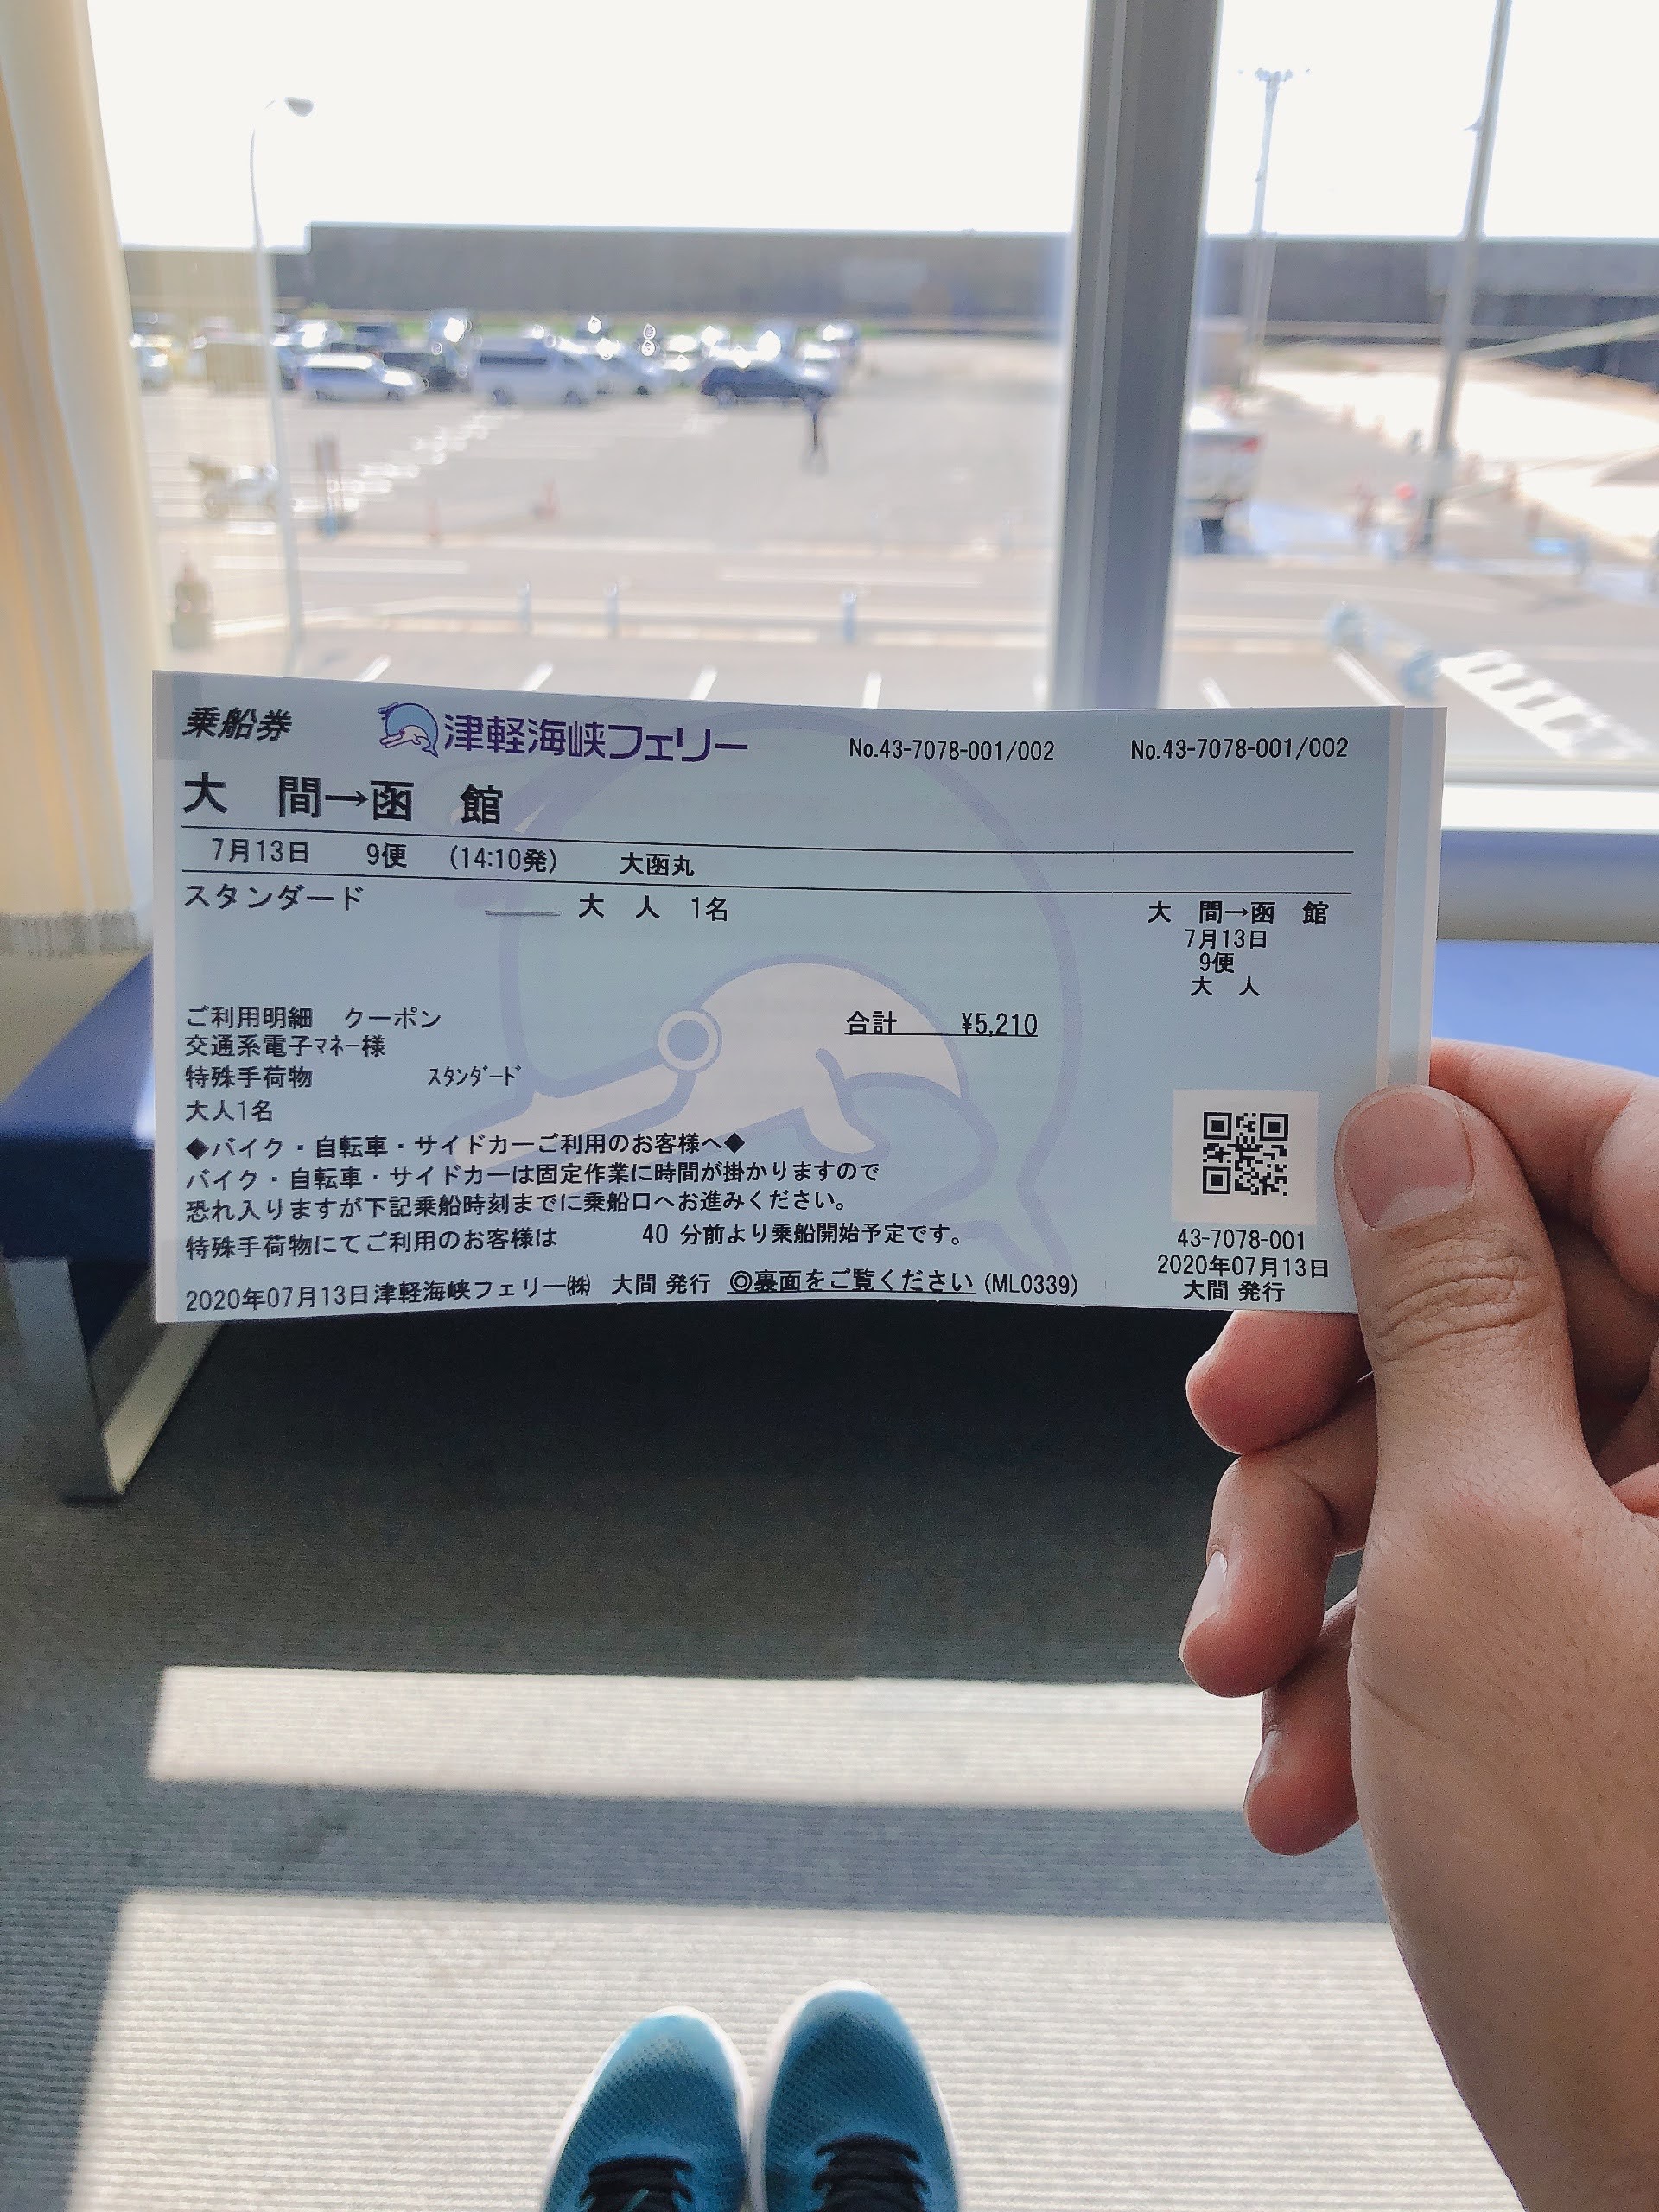 乗船券 津軽海峡フェリー No.43-7078-001/002 No.43-7078-001/002
大 間→函 館
7月13日 9便 (14:10発) 大函丸
スタンダード 大 人 1名
大 間→函 館
7月13日
9便
大 人
ご利用明細 クーポン 合計 ¥5,210
交通系電子ﾏﾈｰ様
特殊手荷物 ｽﾀﾝﾀﾞｰﾄﾞ
大人1名
◆バイク・自転車・サイドカーご利用のお客様へ◆
バイク・自転車・サイドカーは固定作業に時間が掛かりますので
恐れ入りますが下記乗船時刻までに乗船口へお進みください。
特殊手荷物にてご利用のお客様は 40 分前より乗船開始予定です。
2020年07月13日津軽海峡フェリー㈱ 大間 発行 ◎裏面をご覧ください (ML0339)
43-7078-001
2020年07月13日
大間 発行